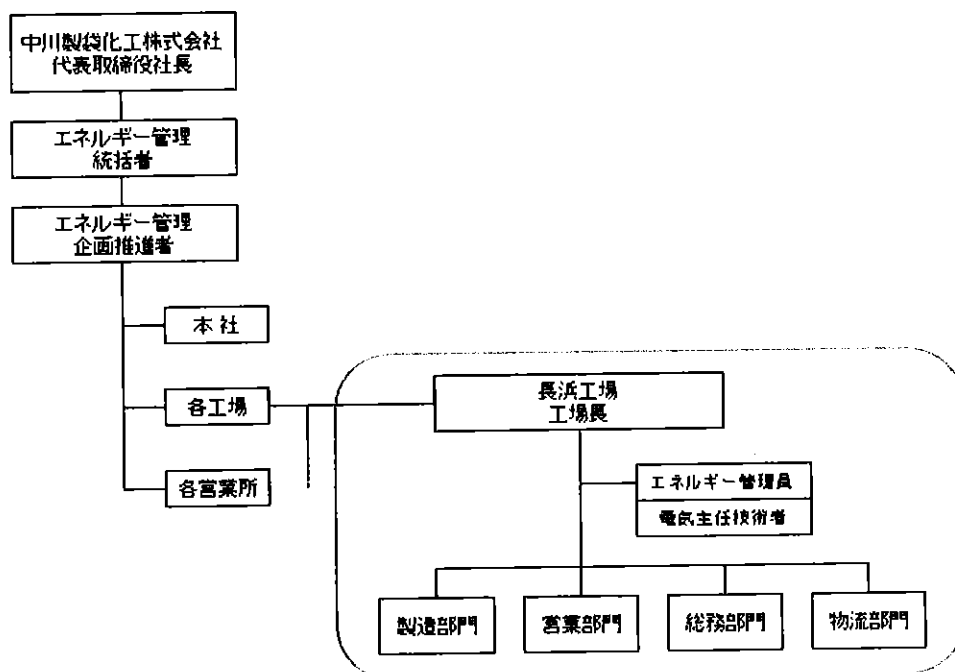 中川製袋化工株式会社
代表取締役社長
エネルギー管理
統括者
エネルギー管理
企画推進者
本社
各工場
各営業所
長浜工場
工場長
エネルギー管理員
電気主任技術者
製造部門
営業部門
総務部門
物流部門